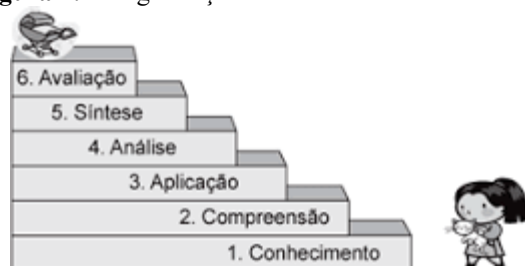 6. Avaliação
5. Síntese
4. Análise
3. Aplicação
2. Compreensão
1. Conhecimento